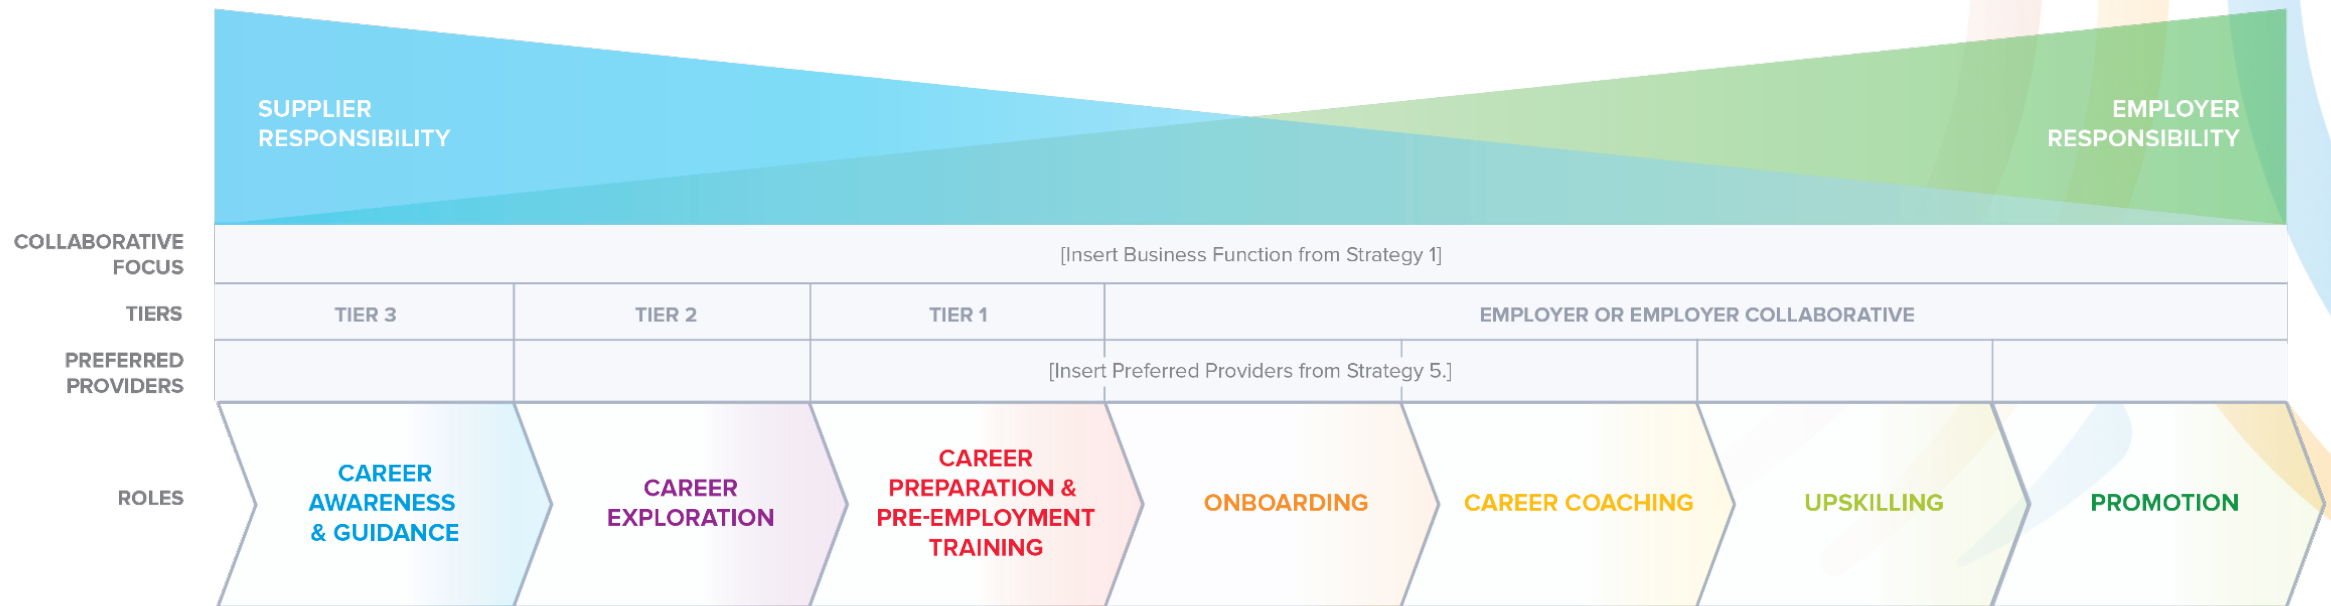 SUPPLIER
RESPONSIBILITY
EMPLOYER
RESPONSIBILITY
COLLABORATIVE
FOCUS
[Insert Business Function from Strategy 1]
TIERS
TIER 3
TIER 2
TIER 1
EMPLOYER OR EMPLOYER COLLABORATIVE
PREFERRED
PROVIDERS
[Insert Preferred Providers from Strategy 5.]
ROLES
CAREER
AWARENESS
& GUIDANCE
CAREER
EXPLORATION
CAREER
PREPARATION &
PRE-EMPLOYMENT
TRAINING
ONBOARDING
CAREER COACHING
UPSKILLING
PROMOTION